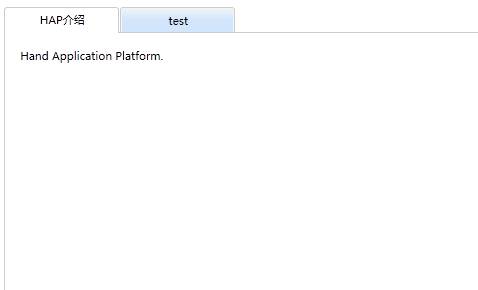 HAP介绍
test
Hand Application Platform.